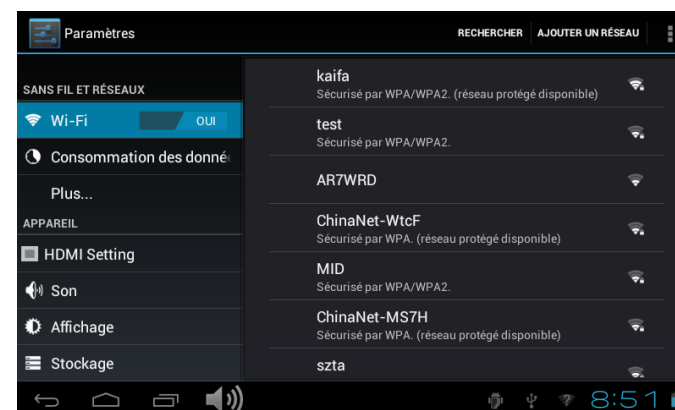 Paramètres
RECHERCHER AJOUTER UN RÉSEAU
SANS FIL ET RÉSEAUX
Wi-Fi OUI
Consommation des donné
Plus...
APPAREIL
HDMI Setting
Son
Affichage
Stockage
kaifa
Sécurisé par WPA/WPA2. (réseau protégé disponible)
test
Sécurisé par WPA/WPA2.
AR7WRD
ChinaNet-WtcF
Sécurisé par WPA. (réseau protégé disponible)
MID
Sécurisé par WPA/WPA2.
ChinaNet-MS7H
Sécurisé par WPA. (réseau protégé disponible)
szta
8:51